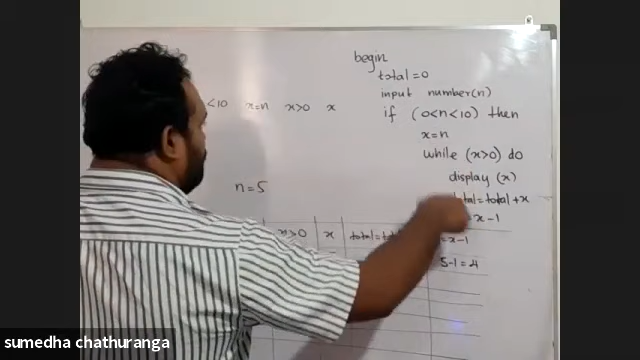 begin
total=0
input number(n)
<10 x=n x>0 x
if (0<n<10) then
x=n
while (x>0) do
n=5
display (x)
total=total+x
x-1
x>0 x total= =x-1
5-1=4
sumedha chathuranga